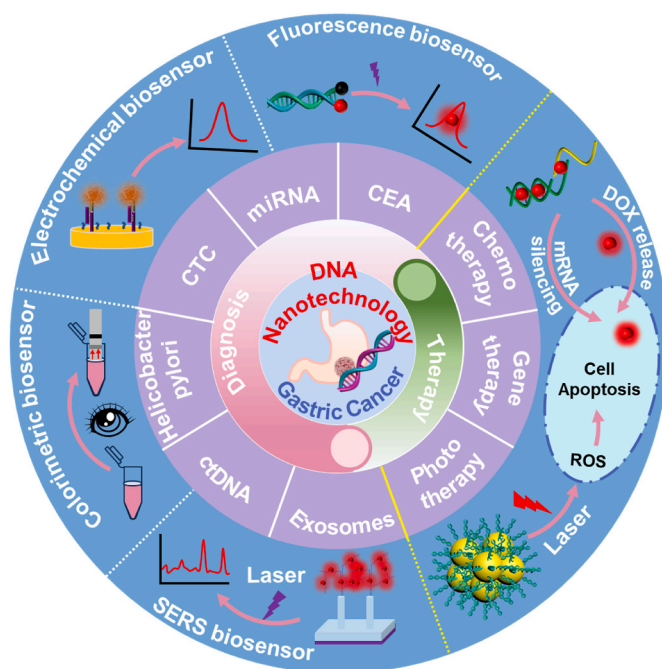 Fluorescence biosensor
Electrochemical biosensor
miRNA
CEA
Chemo
therapy
DOX release
mRNA
silencing
CTC
DNA
Nanotechnology
Gastric Cancer
Diagnosis
Therapy
Helicobacter
pylori
Gene
therapy
Cell
Apoptosis
ROS
Colorimetric biosensor
ctDNA
Exosomes
Photo
therapy
Laser
Laser
SERS biosensor